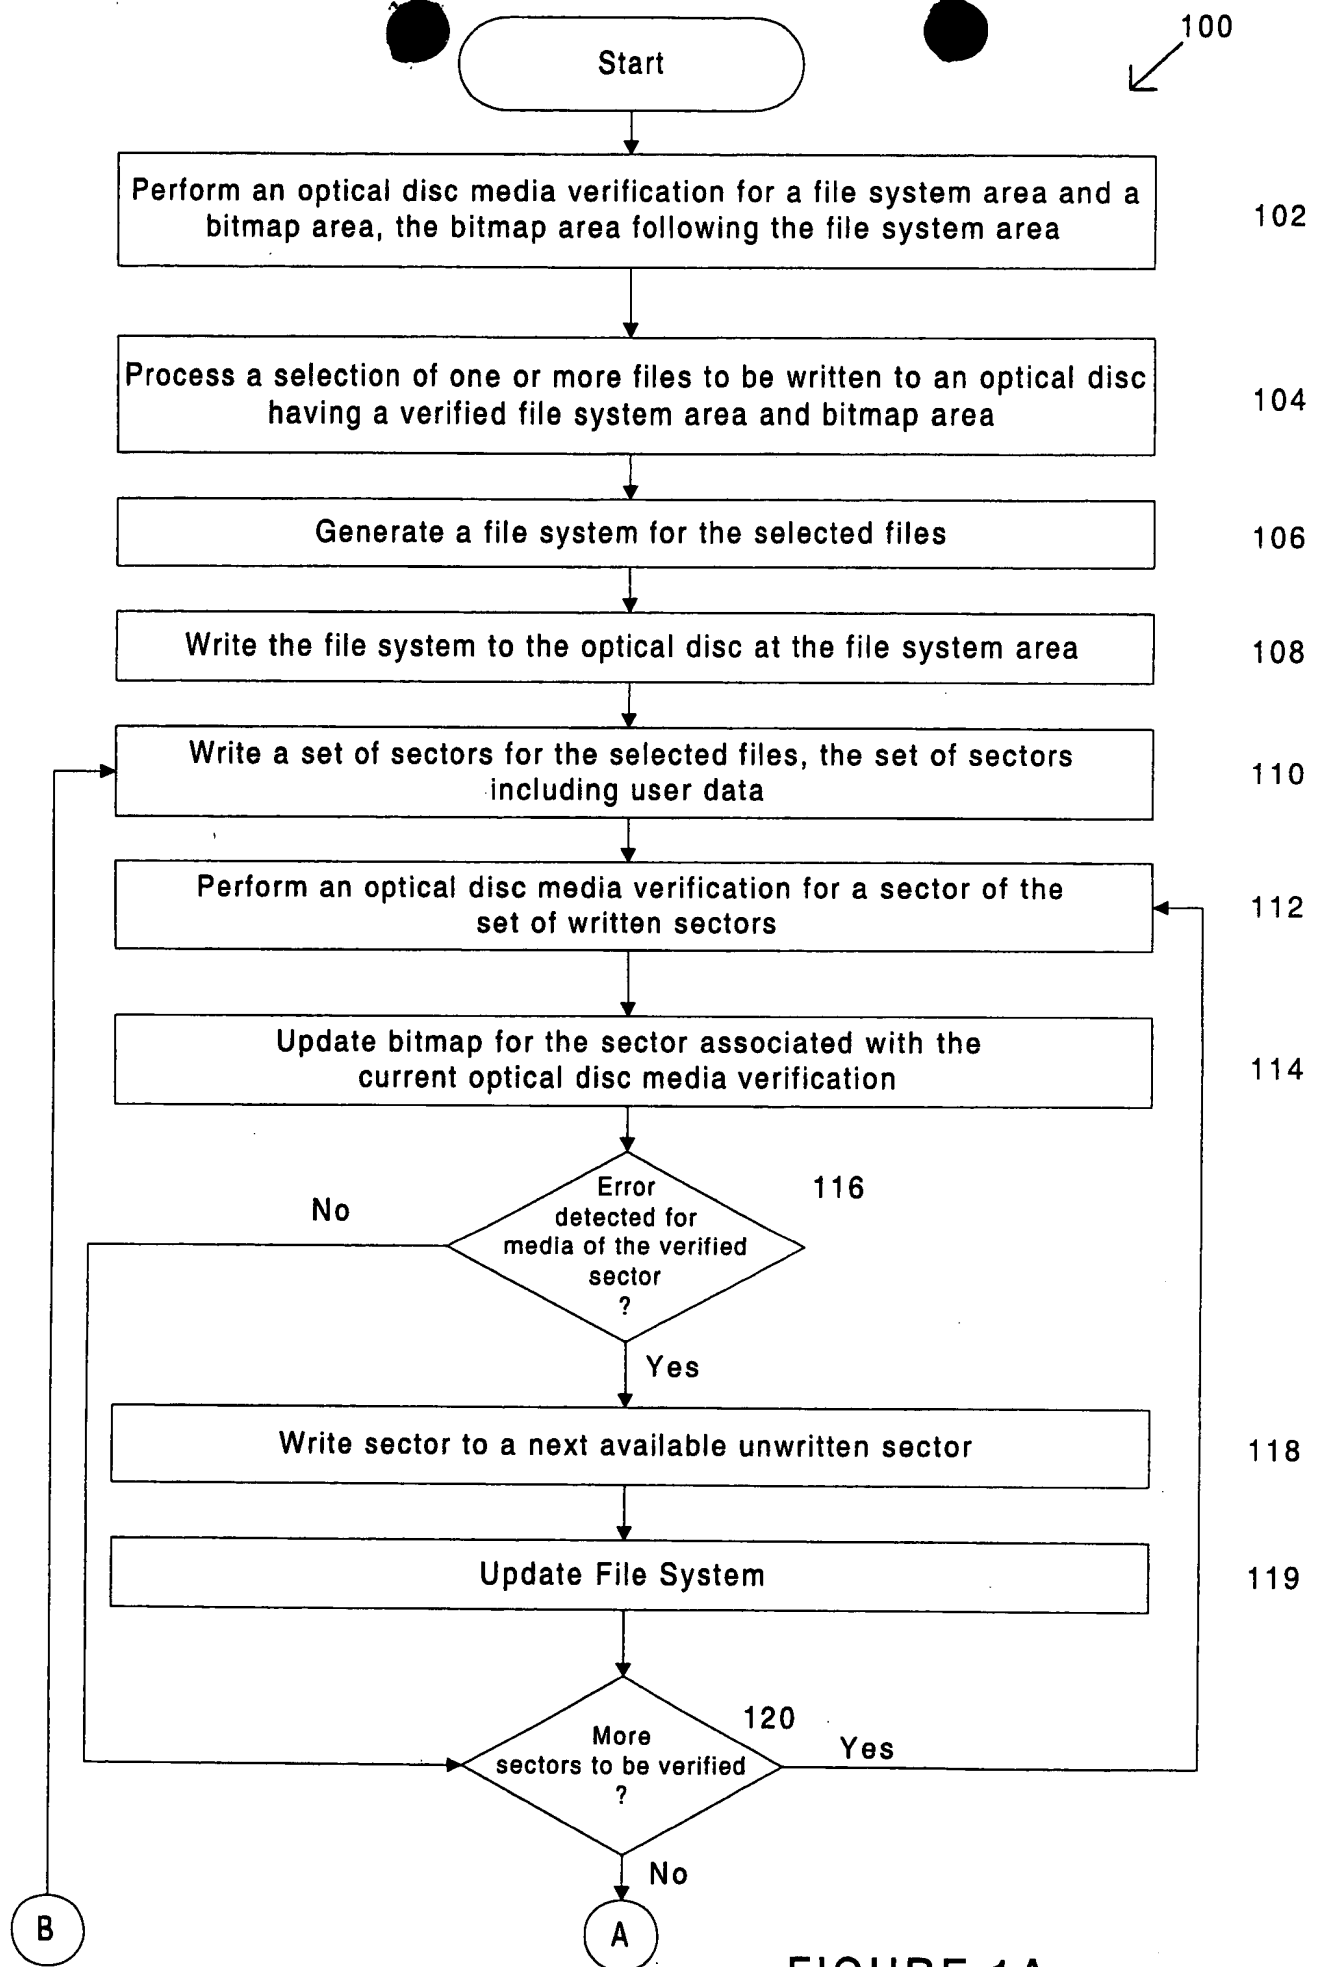 100
Start
Perform an optical disc media verification for a file system area and a
bitmap area, the bitmap area following the file system area
102
Process a selection of one or more files to be written to an optical disc
having a verified file system area and bitmap area
104
Generate a file system for the selected files
106
Write the file system to the optical disc at the file system area
108
Write a set of sectors for the selected files, the set of sectors
including user data
110
Perform an optical disc media verification for a sector of the
set of written sectors
112
Update bitmap for the sector associated with the
current optical disc media verification
114
Error
detected for
media of the verified
sector
?
116
No
Yes
Write sector to a next available unwritten sector
118
Update File System
119
More
sectors to be verified
?
120
Yes
No
B
A
FIGURE 1A